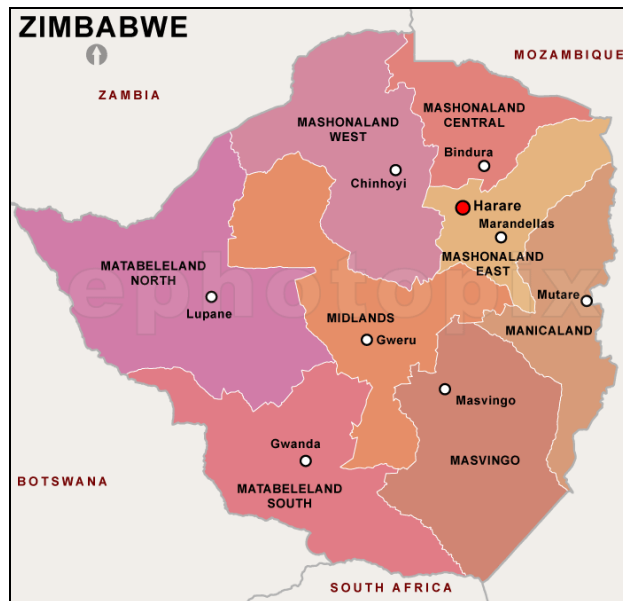 ZIMBABWE
MOZAMBIQUE
ZAMBIA
MASHONALAND
CENTRAL
MASHONALAND
WEST
Bindura
Chinhoyi
Harare
Marandellas
MASHONALAND
EAST
MATABELELAND
NORTH
Lupane
Mutare
MIDLANDS
MANICALAND
Gweru
Masvingo
Gwanda
MASVINGO
BOTSWANA
MATABELELAND
SOUTH
SOUTH AFRICA
ephotopix